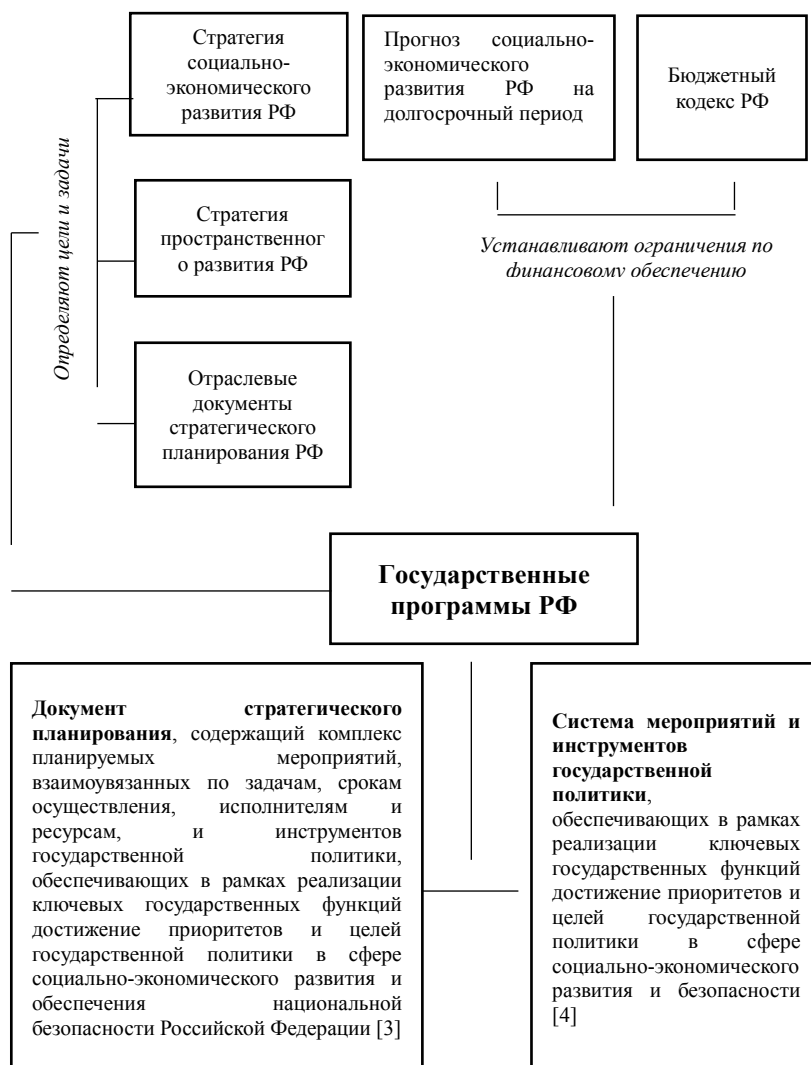 Стратегия
социально-
экономического
развития РФ
Прогноз социально-
экономического
развития РФ на
долгосрочный период
Бюджетный
кодекс РФ
Определяют цели и задачи
Стратегия
пространственног
о развития РФ
Устанавливают ограничения по
финансовому обеспечению
Отраслевые
документы
стратегического
планирования РФ
Государственные
программы РФ
Документ стратегического
планирования, содержащий комплекс
планируемых мероприятий,
взаимоувязанных по задачам, срокам
осуществления, исполнителям и
ресурсам, и инструментов
государственной политики,
обеспечивающих в рамках реализации
ключевых государственных функций
достижение приоритетов и целей
государственной политики в сфере
социально-экономического развития и
обеспечения национальной
безопасности Российской Федерации [3]
Система мероприятий и
инструментов
государственной
политики,
обеспечивающих в рамках
реализации ключевых
государственных функций
достижение приоритетов и
целей государственной
политики в сфере
социально-экономического
развития и безопасности
[4]